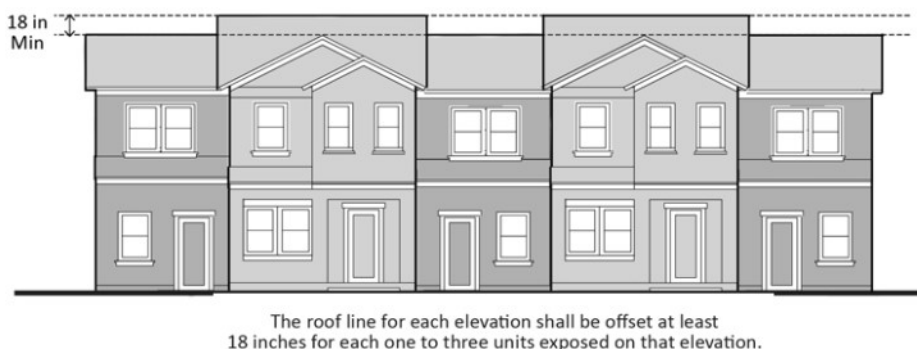 18 in
Min
The roof line for each elevation shall be offset at least
18 inches for each one to three units exposed on that elevation.